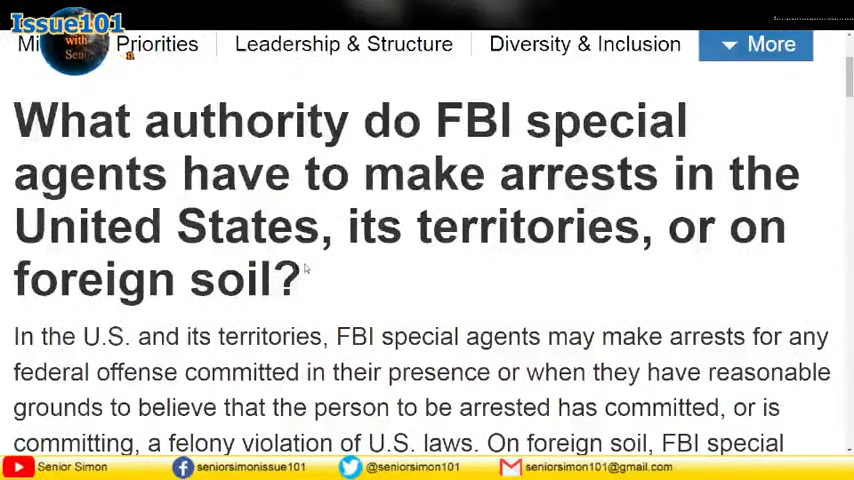 Issue101
with
Mi Priorities Leadership & Structure Diversity & Inclusion More
What authority do FBI special
agents have to make arrests in the
United States, its territories, or on
foreign soil?
In the U.S. and its territories, FBI special agents may make arrests for any
federal offense committed in their presence or when they have reasonable
grounds to believe that the person to be arrested has committed, or is
committing, a felony violation of U.S. laws. On foreign soil, FBI special
Senior Simon seniorsimonissue101 @seniorsimon101 seniorsimon101@gmail.com